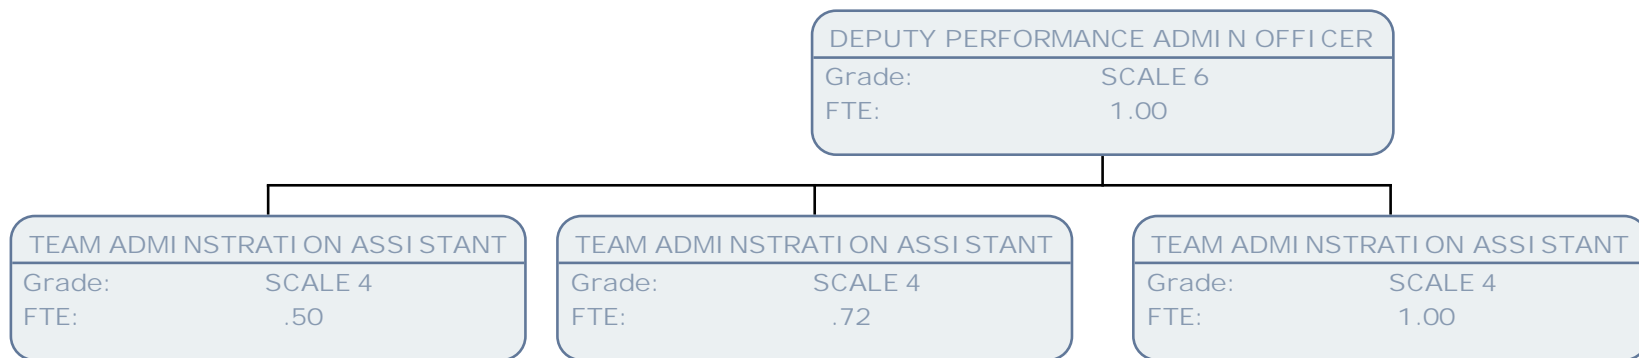 DEPUTY PERFORMANCE ADMIN OFFICER
Grade: SCALE 6
FTE: 1.00
TEAM ADMINSTRATION ASSISTANT
Grade: SCALE 4
FTE: .50
TEAM ADMINSTRATION ASSISTANT
Grade: SCALE 4
FTE: .72
TEAM ADMINSTRATION ASSISTANT
Grade: SCALE 4
FTE: 1.00